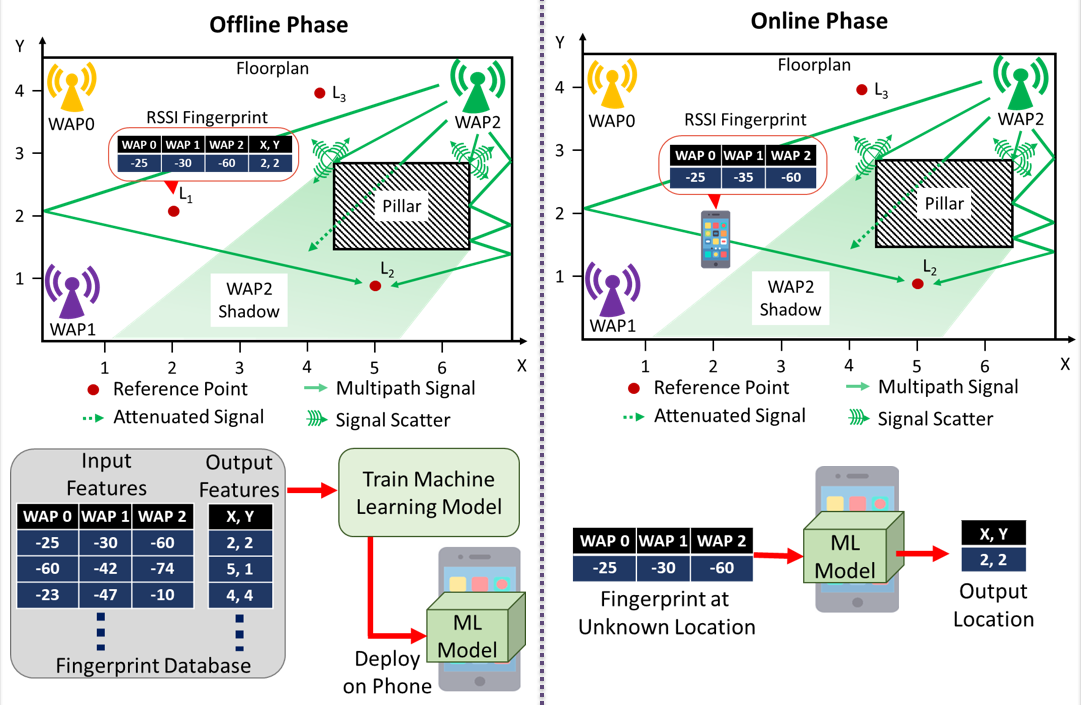 Offline Phase
Y
Floorplan
4
WAP0
L3
WAP2
RSSI Fingerprint
WAP 0 WAP 1 WAP 2 X, Y
-25 -30 -60 2, 2
3
L1
2
Pillar
L2
1
WAP1
WAP2
Shadow
1 2 3 4 5 6 X
Reference Point
Multipath Signal
Attenuated Signal
Signal Scatter
Input
Features
Output
Features
WAP 0 WAP 1 WAP 2 X, Y
-25 -30 -60 2, 2
-60 -42 -74 5, 1
-23 -47 -10 4, 4
Fingerprint Database
Train Machine
Learning Model
ML
Model
Deploy
on Phone
Online Phase
Y
Floorplan
4
WAP0
L3
WAP2
RSSI Fingerprint
WAP 0 WAP 1 WAP 2
-25 -35 -60
3
2
Pillar
L2
1
WAP1
WAP2
Shadow
1 2 3 4 5 6 X
Reference Point
Multipath Signal
Attenuated Signal
Signal Scatter
WAP 0 WAP 1 WAP 2
-25 -30 -60
Fingerprint at
Unknown Location
ML
Model
X, Y
2, 2
Output
Location